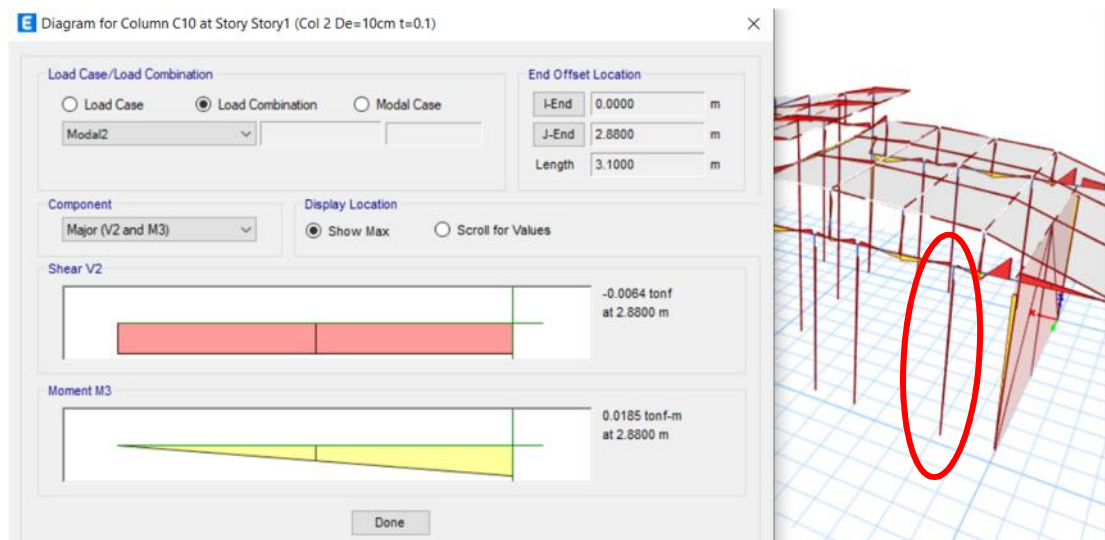 E Diagram for Column C10 at Story Story1 (Col 2 De=10cm t=0.1)
Load Case/Load Combination
Load Case Load Combination Modal Case
Modal2
End Offset Location
I-End 0.0000 m
J-End 2.8800 m
Length 3.1000 m
Component
Major (V2 and M3)
Display Location
Show Max Scroll for Values
Shear V2
-0.0064 tonf
at 2.8800 m
Moment M3
0.0185 tonf-m
at 2.8800 m
Done